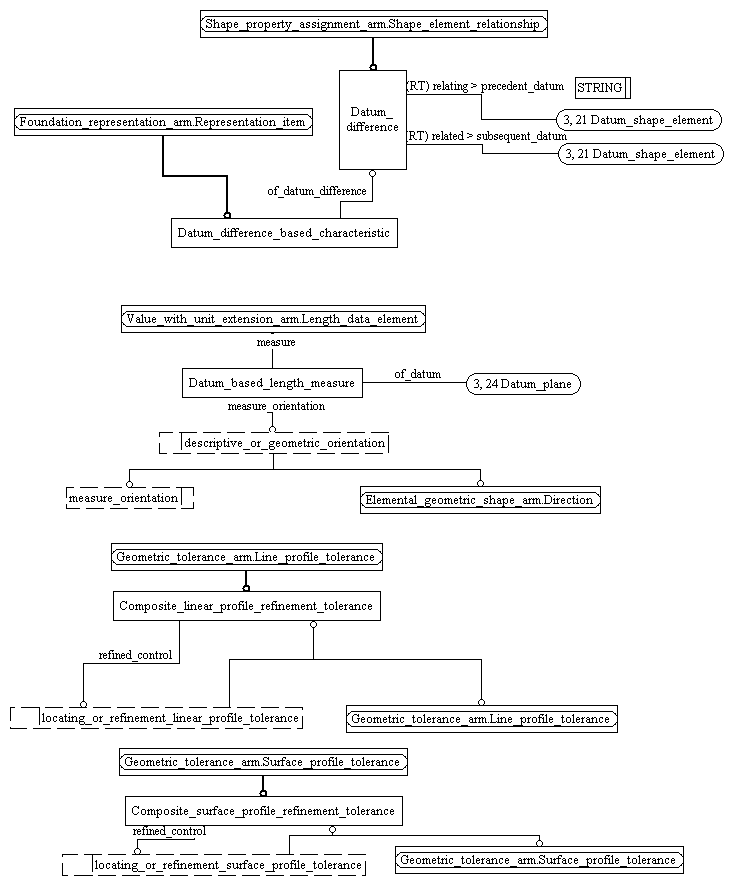 Shape_property_assignment_arm.Shape_element_relationship
(RT) relating > precedent_datum
STRING
Datum_
difference
3, 21 Datum_shape_element
Foundation_representation_arm.Representation_item
(RT) related > subsequent_datum
3, 21 Datum_shape_element
of_datum_difference
Datum_difference_based_characteristic
Value_with_unit_extension_arm.Length_data_element
measure
Datum_based_length_measure
of_datum
3, 24 Datum_plane
measure_orientation
descriptive_or_geometric_orientation
measure_orientation
Elemental_geometric_shape_arm.Direction
Geometric_tolerance_arm.Line_profile_tolerance
Composite_linear_profile_refinement_tolerance
refined_control
locating_or_refinement_linear_profile_tolerance
Geometric_tolerance_arm.Line_profile_tolerance
Geometric_tolerance_arm.Surface_profile_tolerance
Composite_surface_profile_refinement_tolerance
refined_control
locating_or_refinement_surface_profile_tolerance
Geometric_tolerance_arm.Surface_profile_tolerance